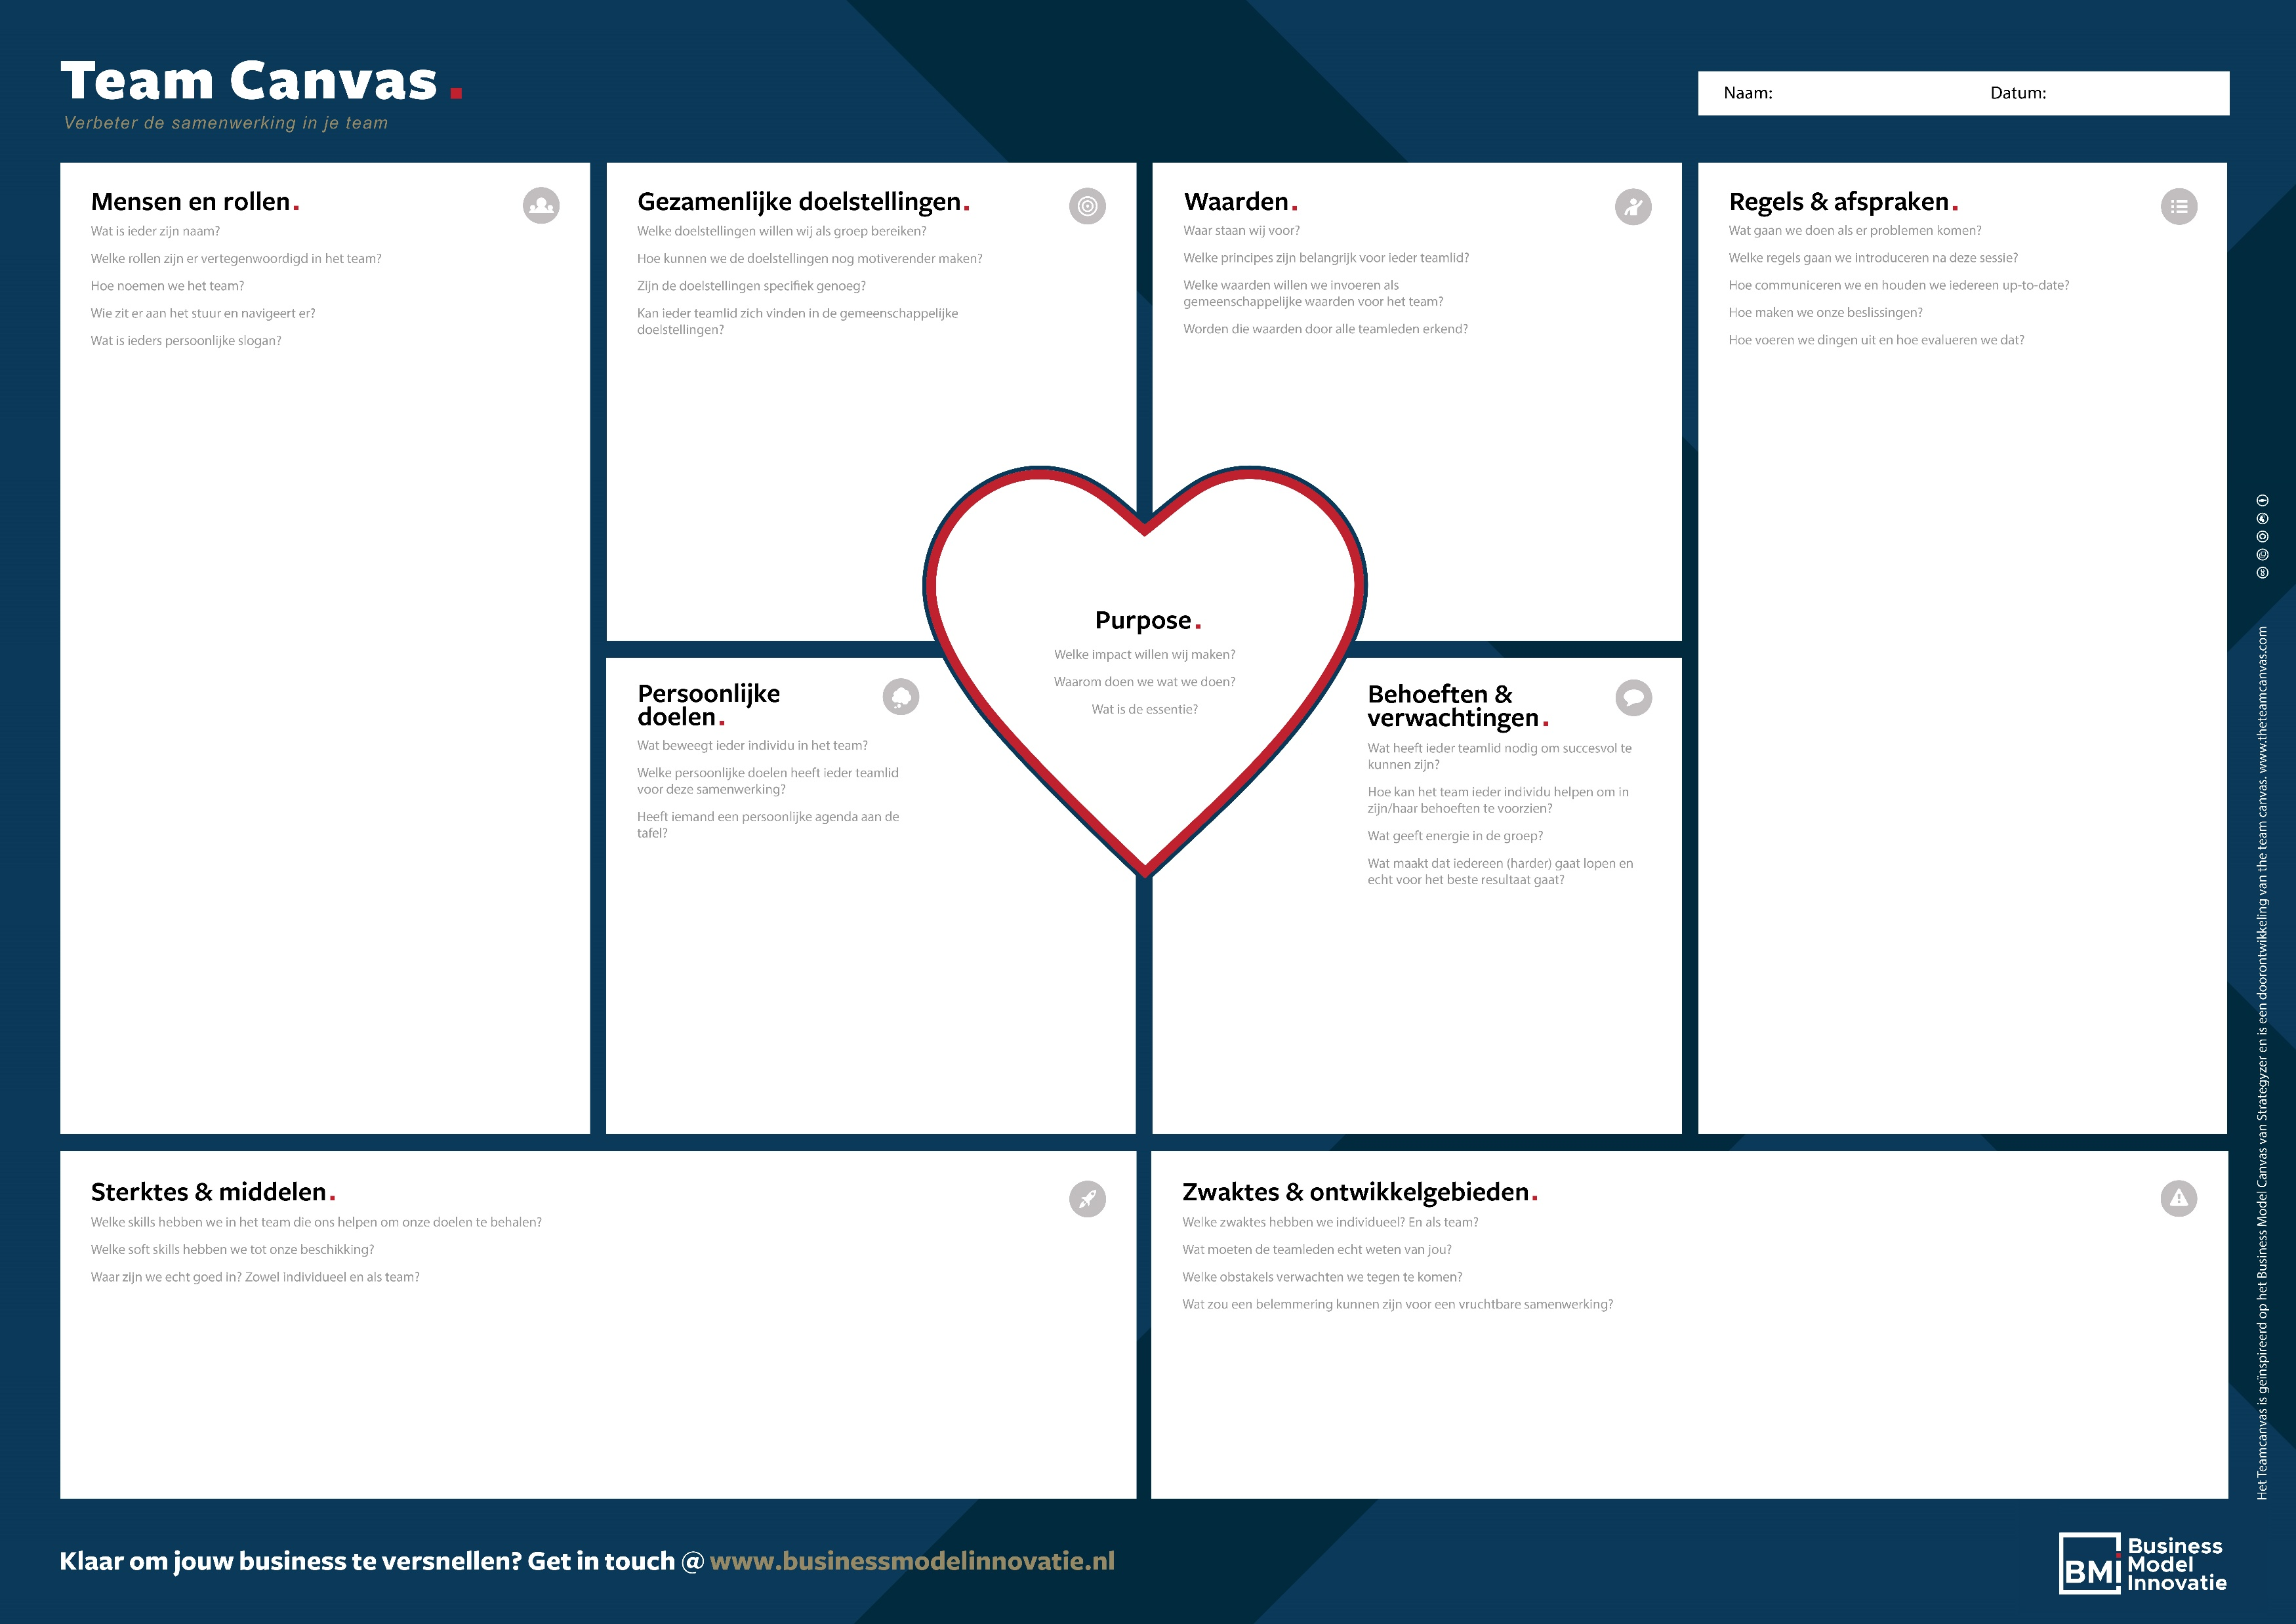 Team Canvas.
Verbeter de samenwerking in je team
Naam:
Datum:
Mensen en rollen.
Wat is ieder zijn naam?
Welke rollen zijn er vertegenwoordigd in het team?
Hoe noemen we het team?
Wie zit er aan het stuur en navigeert er?
Wat is ieders persoonlijke slogan?
Gezamenlijke doelstellingen.
Welke doelstellingen willen wij als groep bereiken?
Hoe kunnen we de doelstellingen nog motiverender maken?
Zijn de doelstellingen specifiek genoeg?
Kan ieder teamlid zich vinden in de gemeenschappelijke
doelstellingen?
Waarden.
Waar staan wij voor?
Welke principes zijn belangrijk voor ieder teamlid?
Welke waarden willen we invoeren als
gemeenschappelijke waarden voor het team?
Worden die waarden door alle teamleden erkend?
Regels & afspraken.
Wat gaan we doen als er problemen komen?
Welke regels gaan we introduceren na deze sessie?
Hoe communiceren we en houden we iedereen up-to-date?
Hoe maken we onze beslissingen?
Hoe voeren we dingen uit en hoe evalueren we dat?
Purpose.
Welke impact willen wij maken?
Waarom doen we wat we doen?
Wat is de essentie?
Persoonlijke
doelen.
Wat beweegt ieder individu in het team?
Welke persoonlijke doelen heeft ieder teamlid
voor deze samenwerking?
Heeft iemand een persoonlijke agenda aan de
tafel?
Behoeften &
verwachtingen.
Wat heeft ieder teamlid nodig om succesvol te
kunnen zijn?
Hoe kan het team ieder individu helpen om in
zijn/haar behoeften te voorzien?
Wat geeft energie in de groep?
Wat maakt dat iedereen (harder) gaat lopen en
echt voor het beste resultaat gaat?
Sterktes & middelen.
Welke skills hebben we in het team die ons helpen om onze doelen te behalen?
Welke soft skills hebben we tot onze beschikking?
Waar zijn we echt goed in? Zowel individueel en als team?
Zwaktes & ontwikkelgebieden.
Welke zwaktes hebben we individueel? En als team?
Wat moeten de teamleden echt weten van jou?
Welke obstakels verwachten we tegen te komen?
Wat zou een belemmering kunnen zijn voor een vruchtbare samenwerking?
Het Teamcanvas is geïnspireerd op het Business Model Canvas van Strategyzer en is een doorontwikkeling van the team canvas. www.theteamcanvas.com
Klaar om jouw business te versnellen? Get in touch @ www.businessmodelinnovatie.nl
BMi
Business
Model
Innovatie